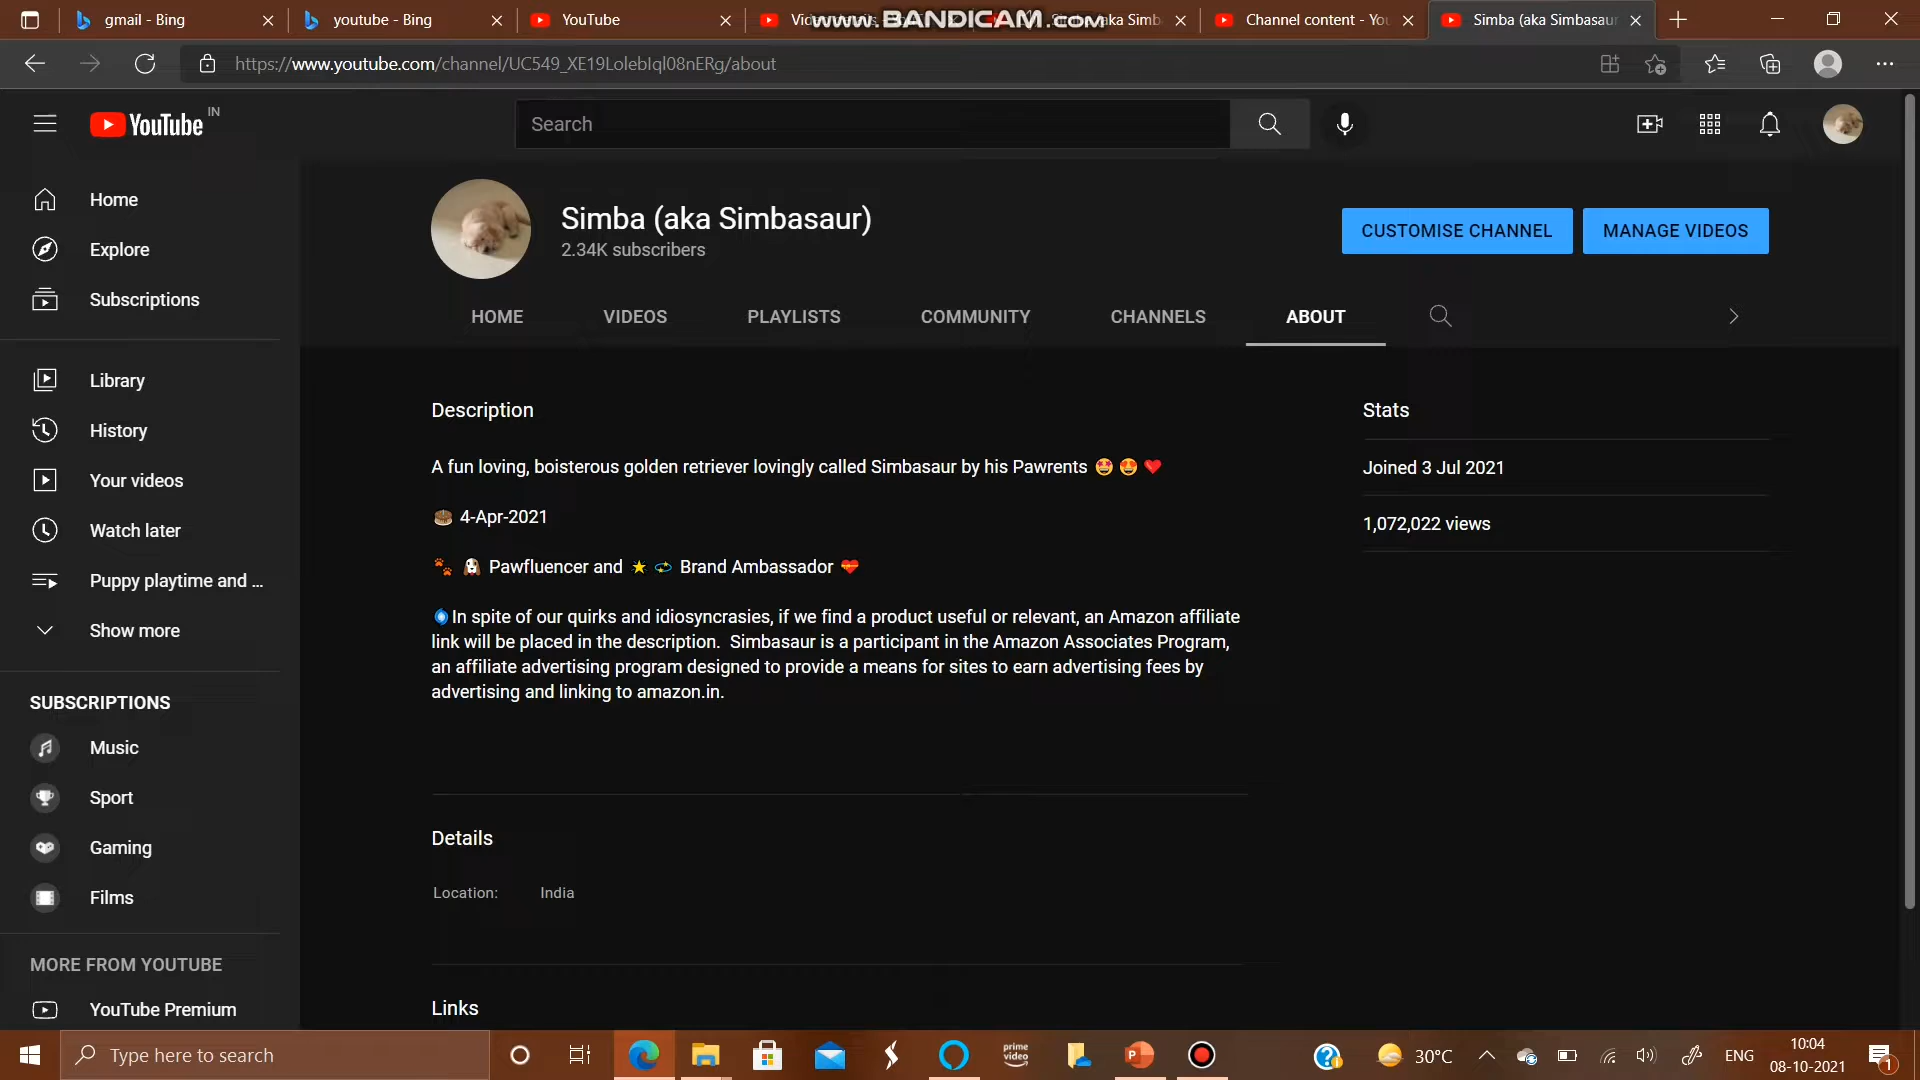 gmail - Bing
youtube - Bing
YouTube
www.BANDICAM.com
Channel content - You
Simba (aka Simbasaur
https://www.youtube.com/channel/UC549_XE19LolebIql08nERg/about
YouTube IN
Search
Home
Explore
Subscriptions
Library
History
Your videos
Watch later
Puppy playtime and ...
Show more
SUBSCRIPTIONS
Music
Sport
Gaming
Films
MORE FROM YOUTUBE
YouTube Premium
Simba (aka Simbasaur)
2.34K subscribers
CUSTOMISE CHANNEL
MANAGE VIDEOS
HOME
VIDEOS
PLAYLISTS
COMMUNITY
CHANNELS
ABOUT
Description
A fun loving, boisterous golden retriever lovingly called Simbasaur by his Pawrents 🤩 🤩 ❤️
🎂 4-Apr-2021
🐾 🐶 Pawfluencer and ⭐ 💫 Brand Ambassador 💝
🧿In spite of our quirks and idiosyncrasies, if we find a product useful or relevant, an Amazon affiliate
link will be placed in the description. Simbasaur is a participant in the Amazon Associates Program,
an affiliate advertising program designed to provide a means for sites to earn advertising fees by
advertising and linking to amazon.in.
Stats
Joined 3 Jul 2021
1,072,022 views
Details
Location: India
Links
Type here to search
prime
video
30°C
ENG
10:04
08-10-2021
1